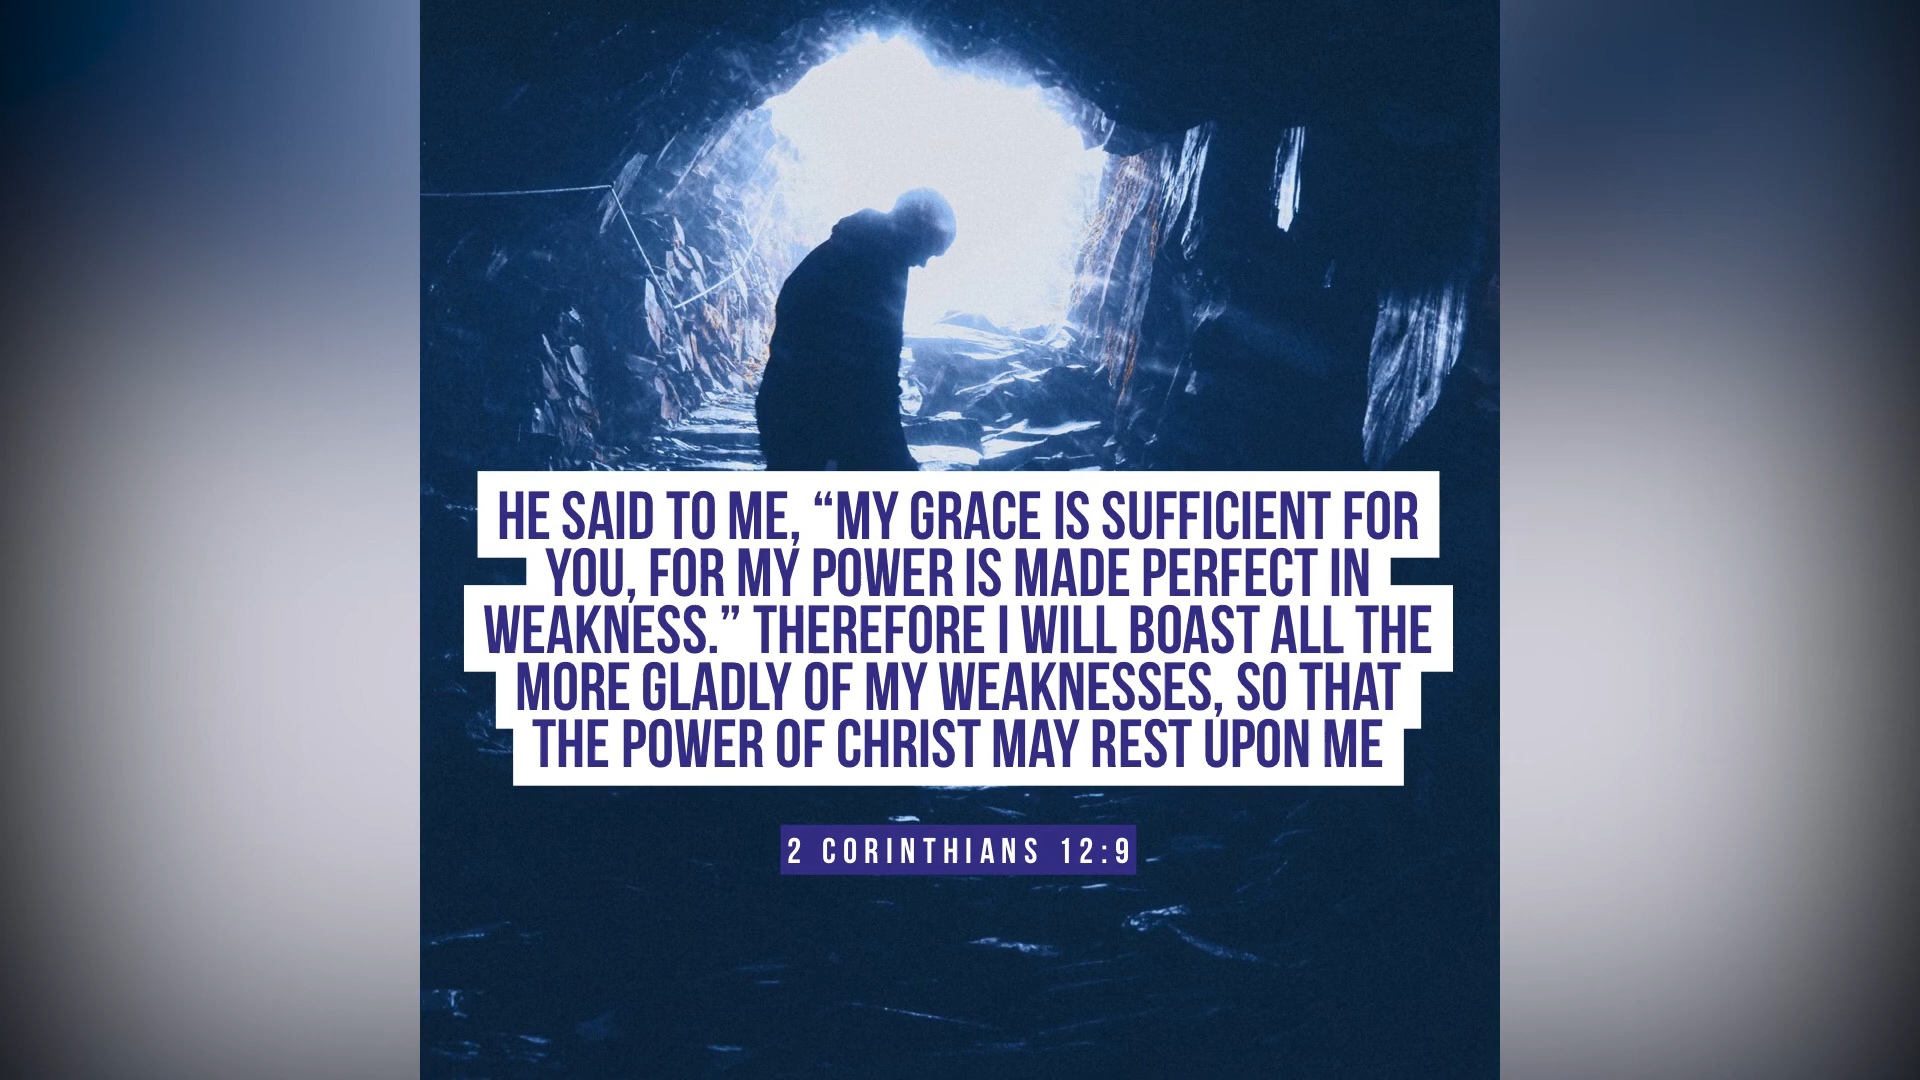 HE SAID TO ME, “MY GRACE IS SUFFICIENT FOR
YOU, FOR MY POWER IS MADE PERFECT IN
WEAKNESS.” THEREFORE I WILL BOAST ALL THE
MORE GLADLY OF MY WEAKNESSES, SO THAT
THE POWER OF CHRIST MAY REST UPON ME
2 CORINTHIANS 12:9